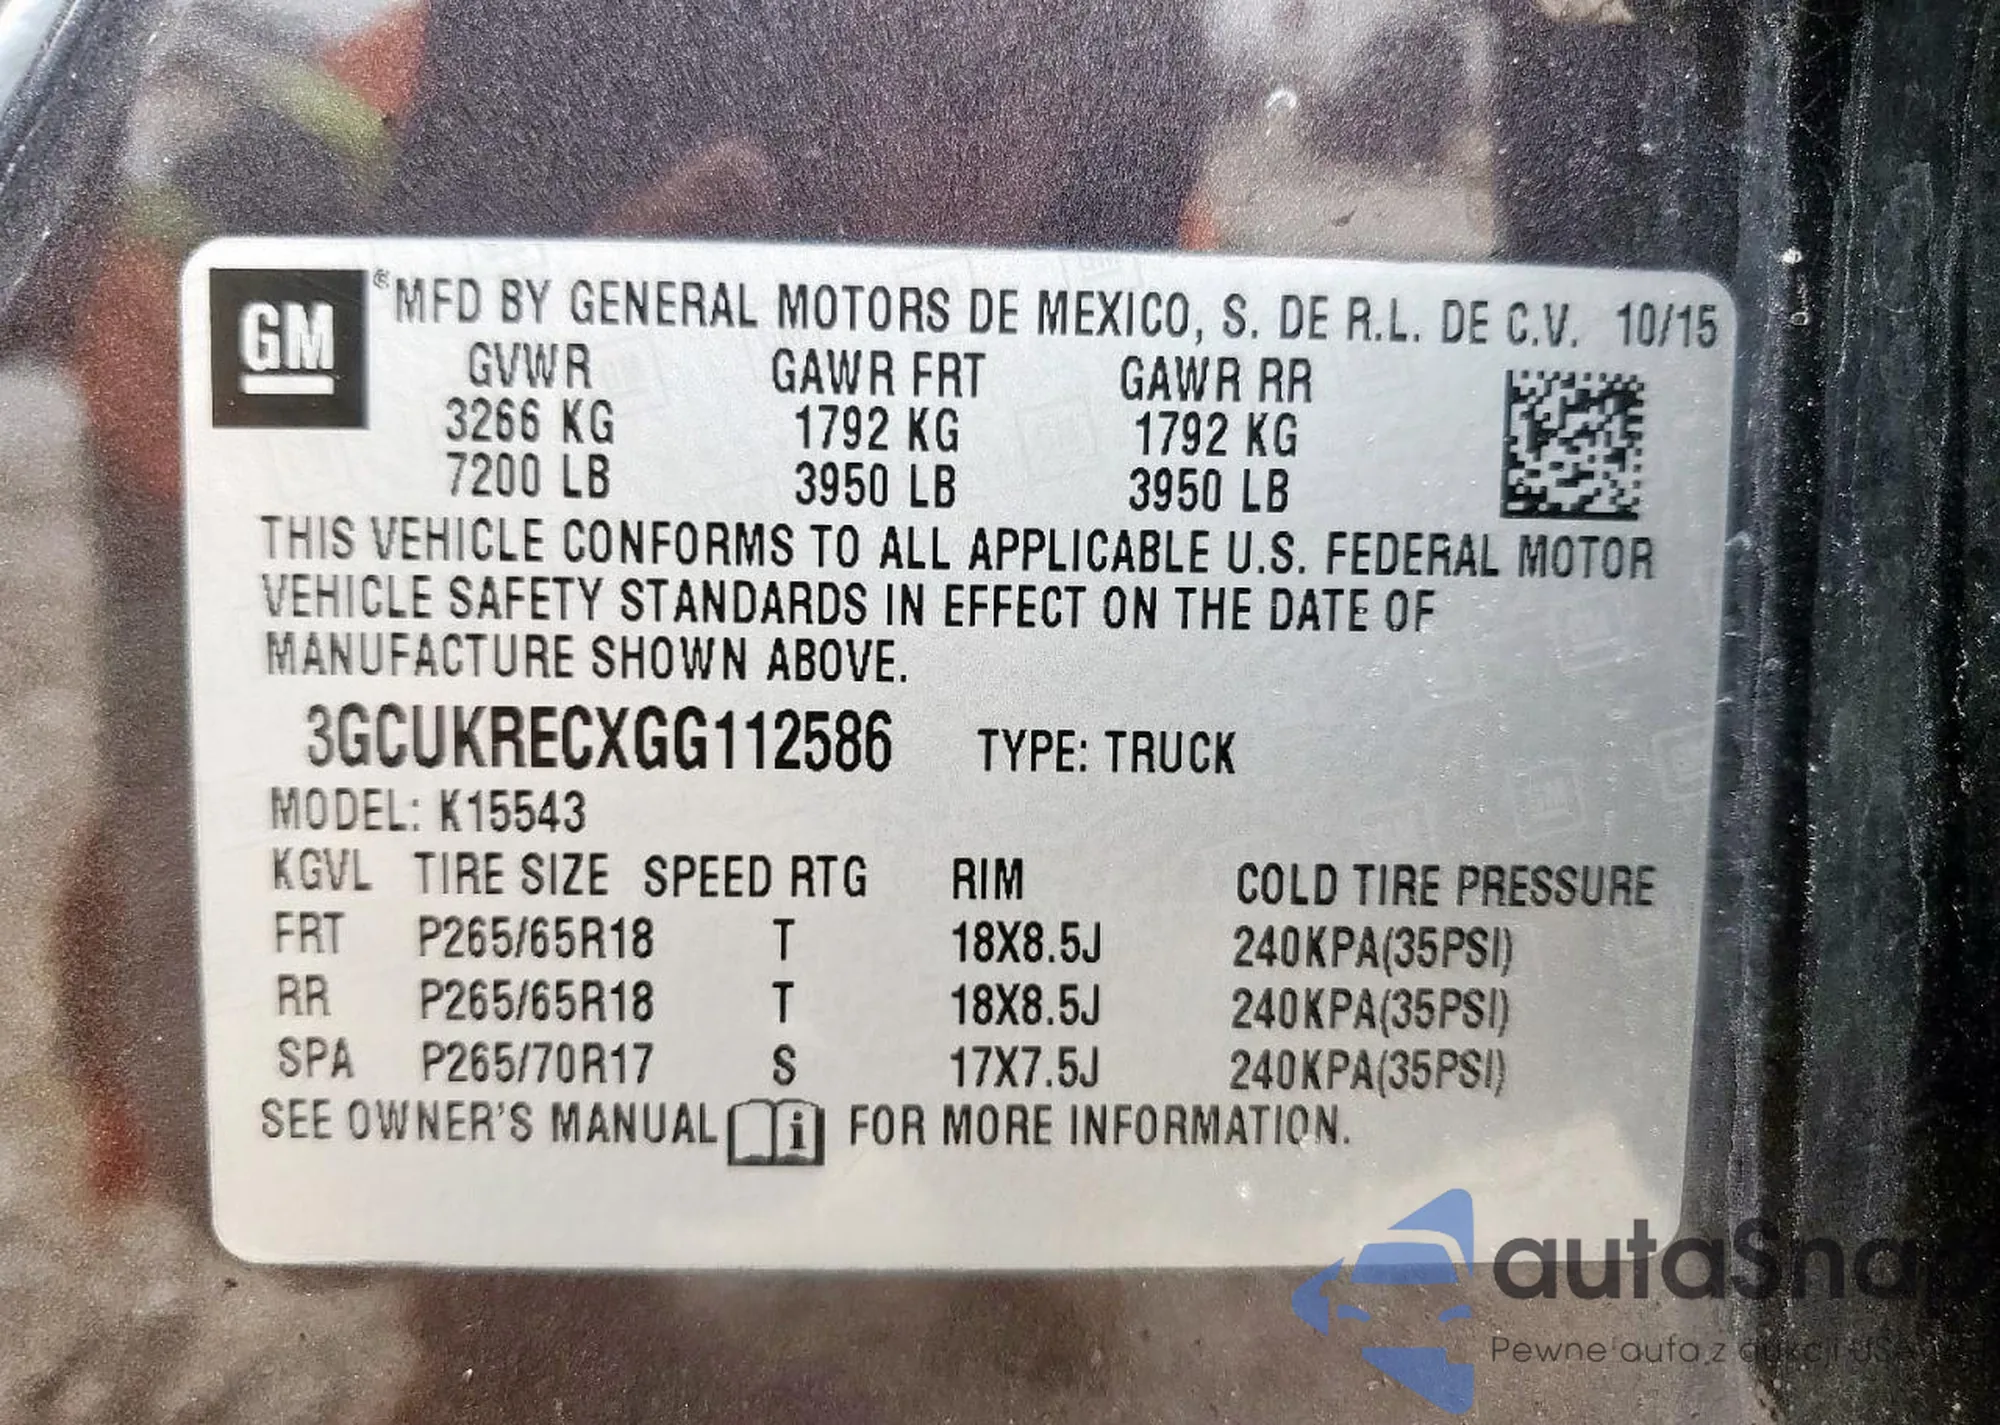 GM
® MFD BY GENERAL MOTORS DE MEXICO, S. DE R.L. DE C.V. 10/15
GVWR GAWR FRT GAWR RR
3266 KG 1792 KG 1792 KG
7200 LB 3950 LB 3950 LB
THIS VEHICLE CONFORMS TO ALL APPLICABLE U.S. FEDERAL MOTOR
VEHICLE SAFETY STANDARDS IN EFFECT ON THE DATE OF
MANUFACTURE SHOWN ABOVE.
3GCUKRECXGG112586 TYPE: TRUCK
MODEL: K15543
KGVL TIRE SIZE SPEED RTG RIM COLD TIRE PRESSURE
FRT P265/65R18 T 18X8.5J 240KPA(35PSI)
RR P265/65R18 T 18X8.5J 240KPA(35PSI)
SPA P265/70R17 S 17X7.5J 240KPA(35PSI)
SEE OWNER'S MANUAL i FOR MORE INFORMATION.
autaSnap
Pewne auta z aukcji USA